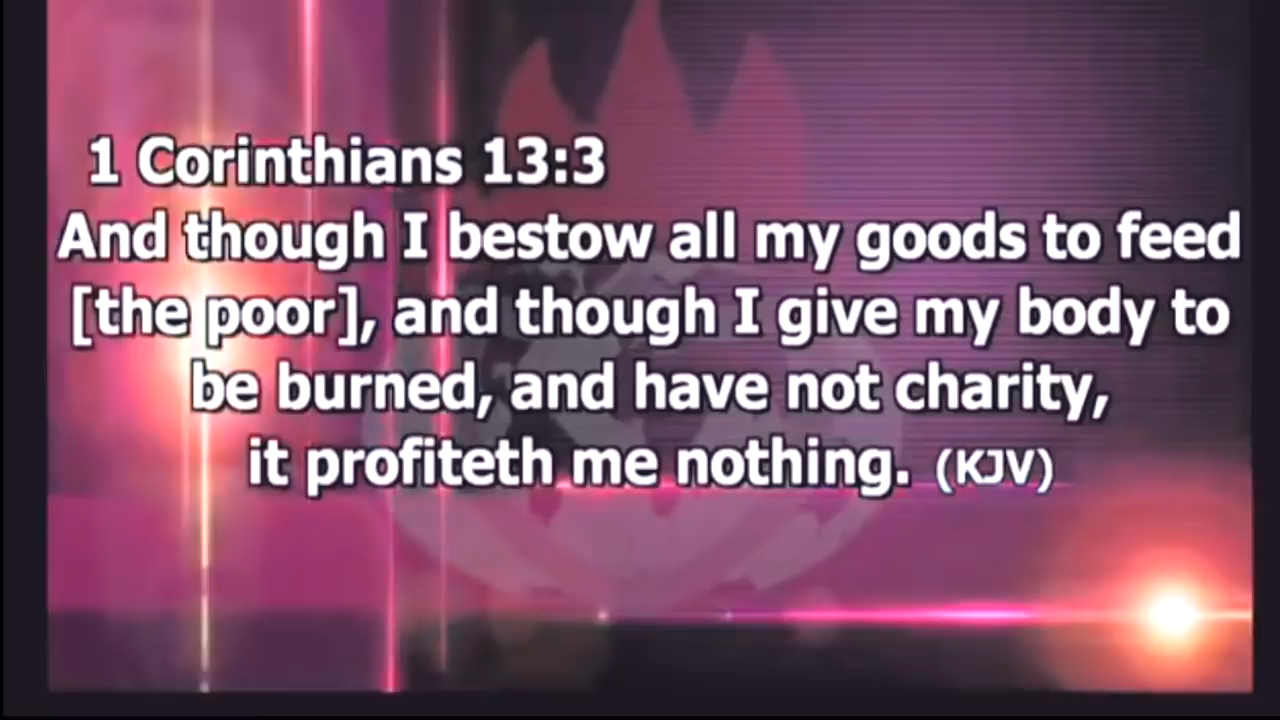 1 Corinthians 13:3
And though I bestow all my goods to feed
[the poor], and though I give my body to
be burned, and have not charity,
it profiteth me nothing. (KJV)